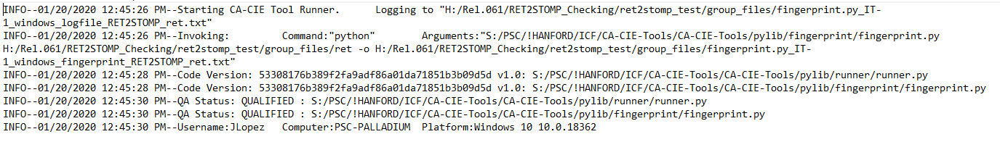 INFO--01/20/2020 12:45:26 PM--Starting CA-CIE Tool Runner.	Logging to "H:/Rel.061/RET2STOMP_Checking/ret2stomp_test/group_files/fingerprint.py_IT-
1_windows_logfile_RET2STOMP_ret.txt"
INFO--01/20/2020 12:45:26 PM--Invoking:	Command:"python"	Arguments:"S:/PSC/!HANFORD/ICF/CA-CIE-Tools/CA-CIE-Tools/pylib/fingerprint/fingerprint.py
H:/Rel.061/RET2STOMP_Checking/ret2stomp_test/group_files/ret -o H:/Rel.061/RET2STOMP_Checking/ret2stomp_test/group_files/fingerprint.py_IT-
1_windows_fingerprint_RET2STOMP_ret.txt"
INFO--01/20/2020 12:45:28 PM--Code Version: 53308176b389f2fa9adf86a01da71851b3b09d5d v1.0: S:/PSC/!HANFORD/ICF/CA-CIE-Tools/CA-CIE-Tools/pylib/runner/runner.py
INFO--01/20/2020 12:45:28 PM--Code Version: 53308176b389f2fa9adf86a01da71851b3b09d5d v1.0: S:/PSC/!HANFORD/ICF/CA-CIE-Tools/CA-CIE-Tools/pylib/fingerprint/fingerprint.py
INFO--01/20/2020 12:45:30 PM--QA Status: QUALIFIED : S:/PSC/!HANFORD/ICF/CA-CIE-Tools/CA-CIE-Tools/pylib/runner/runner.py
INFO--01/20/2020 12:45:30 PM--QA Status: QUALIFIED : S:/PSC/!HANFORD/ICF/CA-CIE-Tools/CA-CIE-Tools/pylib/fingerprint/fingerprint.py
INFO--01/20/2020 12:45:30 PM--Username:JLopez	Computer:PSC-PALLADIUM	Platform:Windows 10 10.0.18362